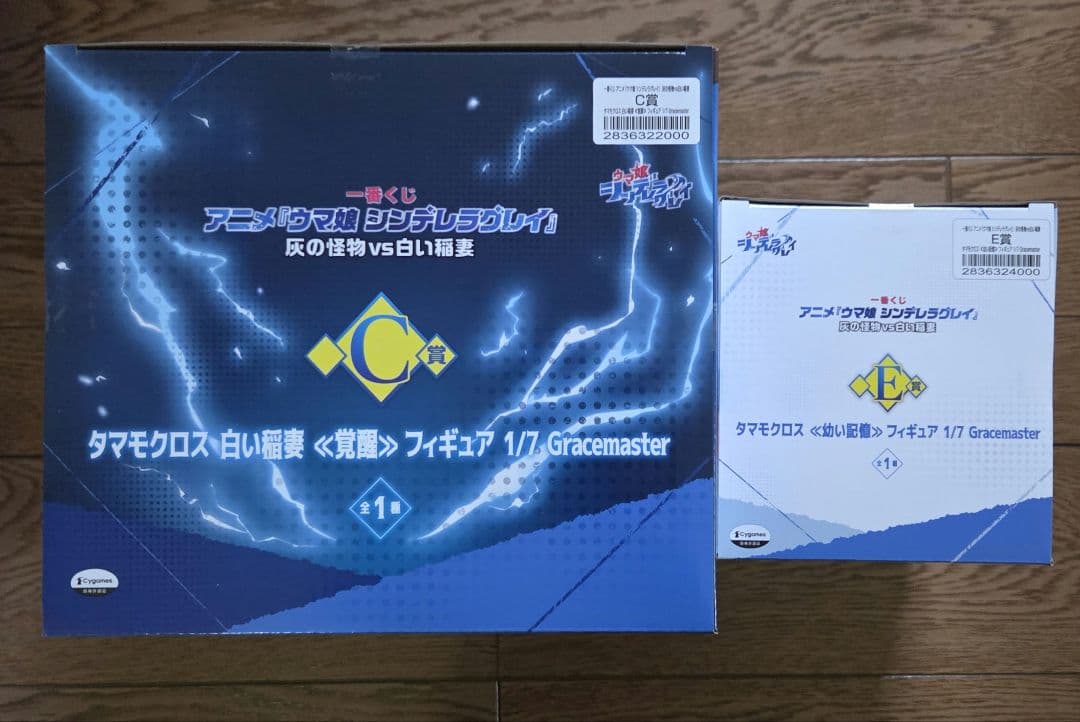 C賞
2836322000
ウマ娘
シンデレラグレイ
一番くじ
アニメ『ウマ娘 シンデレラグレイ』
灰の怪物vs白い稲妻
C賞
タマモクロス 白い稲妻 ≪覚醒≫ フィギュア 1/7 Gracemaster
全1種
Cygames
ウマ娘
シンデレラグレイ
E賞
2836324000
一番くじ
アニメ『ウマ娘 シンデレラグレイ』
灰の怪物vs白い稲妻
E賞
タマモクロス ≪幼い記憶≫ フィギュア 1/7 Gracemaster
全1種
Cygames